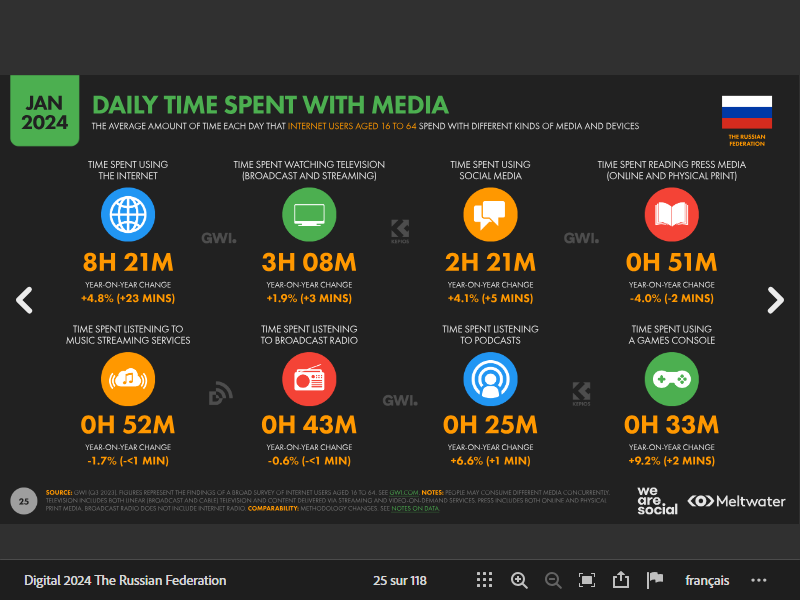 JAN
2024
DAILY TIME SPENT WITH MEDIA
THE AVERAGE AMOUNT OF TIME EACH DAY THAT INTERNET USERS AGED 16 TO 64 SPEND WITH DIFFERENT KINDS OF MEDIA AND DEVICES
THE RUSSIAN
FEDERATION
TIME SPENT USING
THE INTERNET
8H 21M
YEAR-ON-YEAR CHANGE
+4.8% (+23 MINS)
GWI.
TIME SPENT WATCHING TELEVISION
(BROADCAST AND STREAMING)
3H 08M
YEAR-ON-YEAR CHANGE
+1.9% (+3 MINS)
KEPIOS
TIME SPENT USING
SOCIAL MEDIA
2H 21M
YEAR-ON-YEAR CHANGE
+4.1% (+5 MINS)
GWI.
TIME SPENT READING PRESS MEDIA
(ONLINE AND PHYSICAL PRINT)
0H 51M
YEAR-ON-YEAR CHANGE
-4.0% (-2 MINS)
TIME SPENT LISTENING TO
MUSIC STREAMING SERVICES
0H 52M
YEAR-ON-YEAR CHANGE
-1.7% (-<1 MIN)
TIME SPENT LISTENING
TO BROADCAST RADIO
0H 43M
YEAR-ON-YEAR CHANGE
-0.6% (-<1 MIN)
GWI.
TIME SPENT LISTENING
TO PODCASTS
0H 25M
YEAR-ON-YEAR CHANGE
+6.6% (+1 MIN)
KEPIOS
TIME SPENT USING
A GAMES CONSOLE
0H 33M
YEAR-ON-YEAR CHANGE
+9.2% (+2 MINS)
25
SOURCE: GWI (Q3 2023). FIGURES REPRESENT THE FINDINGS OF A BROAD SURVEY OF INTERNET USERS AGED 16 TO 64. SEE GWI.COM. NOTES: PEOPLE MAY CONSUME DIFFERENT MEDIA CONCURRENTLY.
TELEVISION INCLUDES BOTH LINEAR (BROADCAST AND CABLE) TELEVISION AND CONTENT DELIVERED VIA STREAMING AND VIDEO-ON-DEMAND SERVICES. PRESS INCLUDES BOTH ONLINE AND PHYSICAL
PRINT MEDIA. BROADCAST RADIO DOES NOT INCLUDE INTERNET RADIO. COMPARABILITY: METHODOLOGY CHANGES. SEE NOTES ON DATA.
we
are.
social
Meltwater
Digital 2024 The Russian Federation
25 sur 118
français